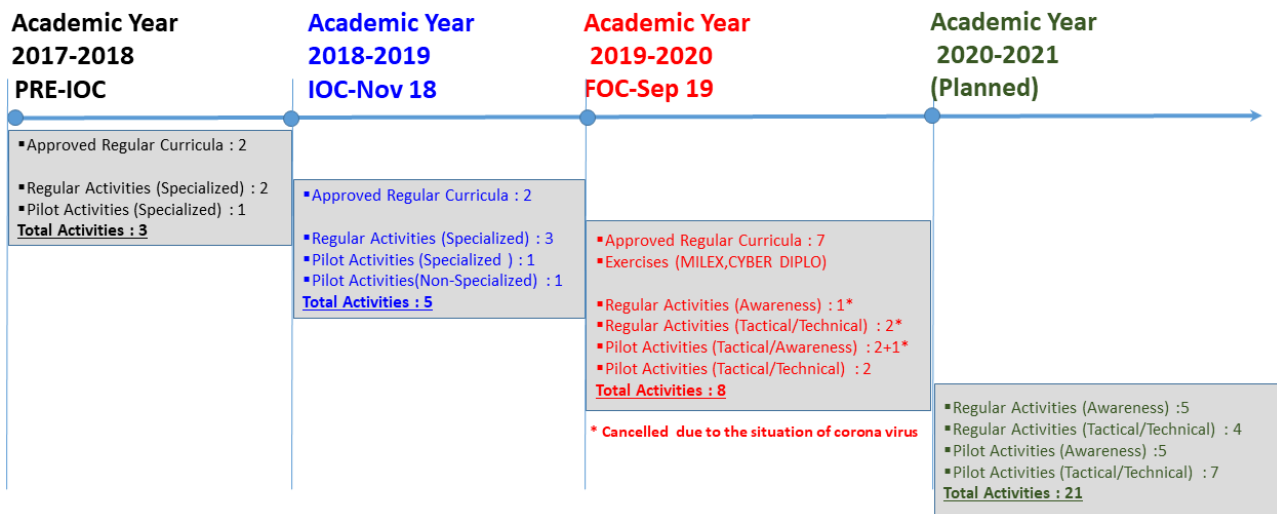 Academic Year
2017-2018
PRE-IOC
Academic Year
2018-2019
IOC-Nov 18
Academic Year
2019-2020
FOC-Sep 19
Academic Year
2020-2021
(Planned)
▪Approved Regular Curricula : 2
▪Regular Activities (Specialized) : 2
▪Pilot Activities (Specialized) : 1
Total Activities : 3
▪Approved Regular Curricula : 2
▪Regular Activities (Specialized) : 3
▪Pilot Activities (Specialized ) : 1
▪Pilot Activities(Non-Specialized) : 1
Total Activities : 5
▪Approved Regular Curricula : 7
▪Exercises (MILEX,CYBER DIPLO)
▪Regular Activities (Awareness) : 1*
▪Regular Activities (Tactical/Technical) : 2*
▪Pilot Activities (Tactical/Awareness) : 2+1*
▪Pilot Activities (Tactical/Technical) : 2
Total Activities : 8
* Cancelled due to the situation of corona virus
▪Regular Activities (Awareness) :5
▪Regular Activities (Tactical/Technical) : 4
▪Pilot Activities (Awareness) :5
▪Pilot Activities (Tactical/Technical) : 7
Total Activities : 21